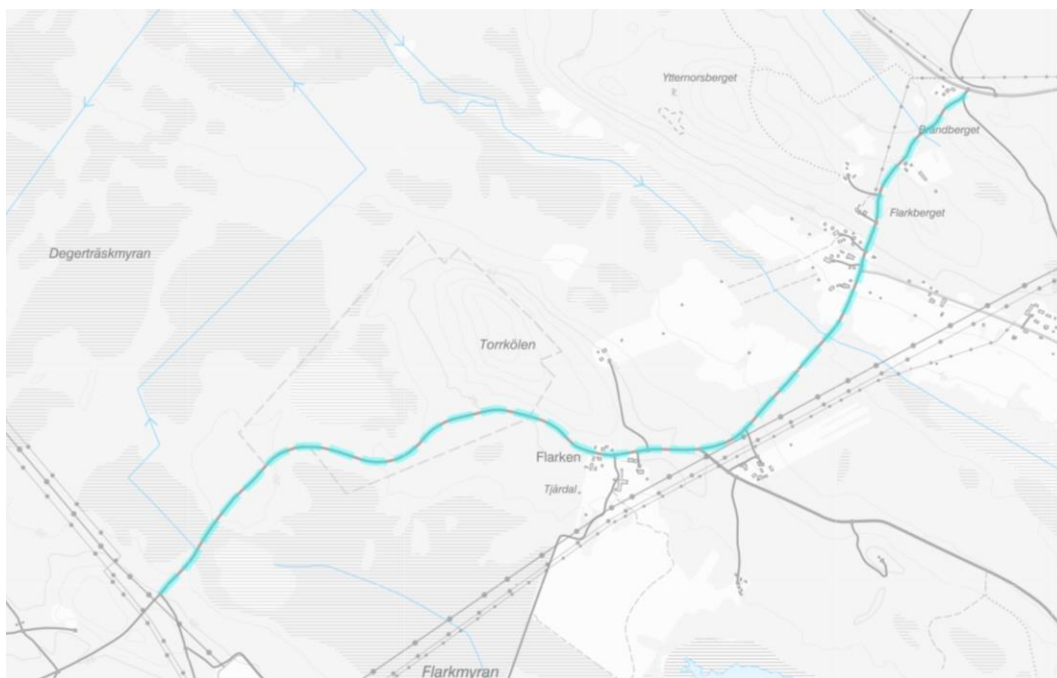 Ytternorsberget
Brändberget
Flarkberget
Degerträskmyran
Torrkölen
Flarken
Tjärdal
Flarkmyran